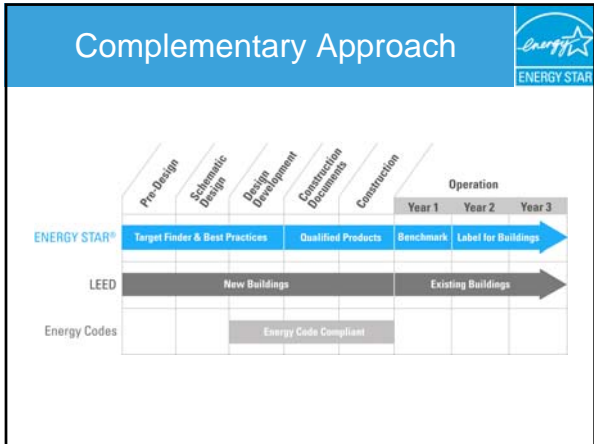 Complementary Approach
energy
ENERGY STAR
Pre-Design
Schematic
Design
Design
Development
Construction
Documents
Construction
Operation
Year 1 Year 2 Year 3
ENERGY STAR® Target Finder & Best Practices Qualified Products Benchmark Label for Buildings
LEED New Buildings Existing Buildings
Energy Codes Energy Code Compliant